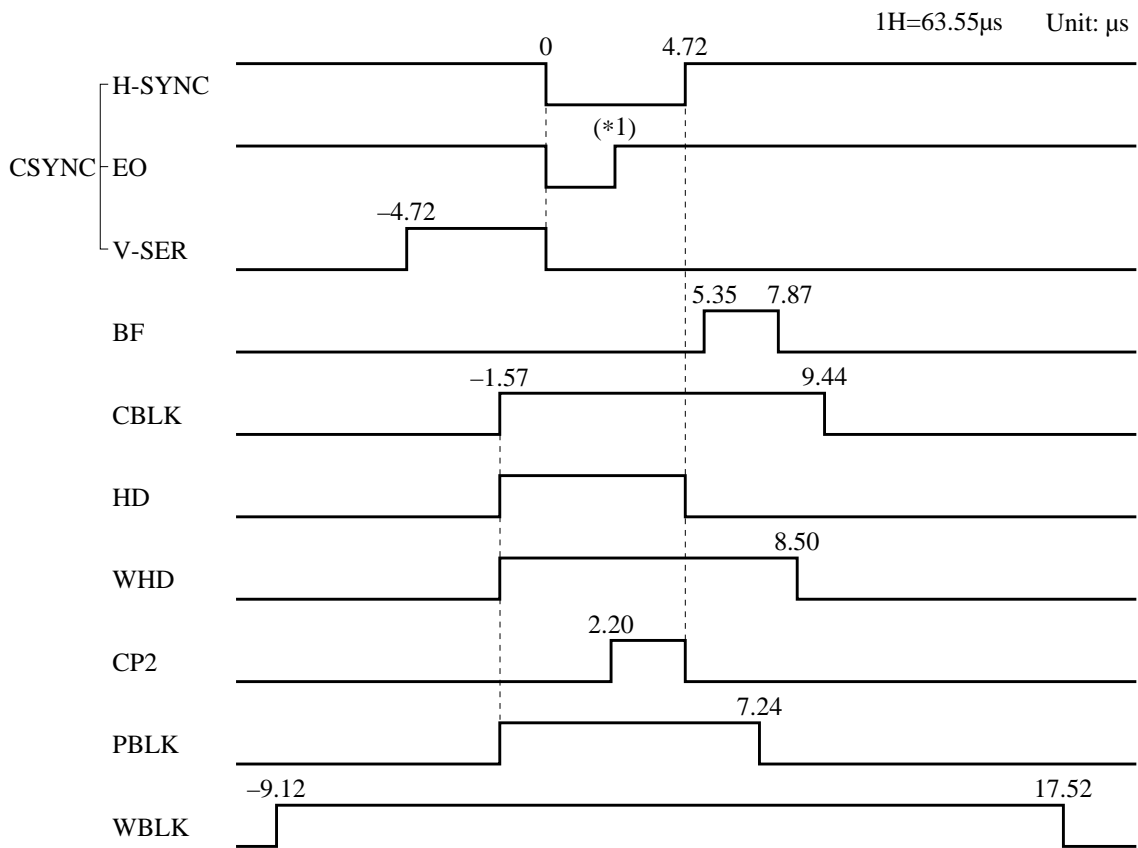 1H=63.55µs Unit: µs
0 4.72
H-SYNC
(*1)
CSYNC EO
–4.72
V-SER
5.35 7.87
BF
–1.57 9.44
CBLK
HD
8.50
WHD
2.20
CP2
7.24
PBLK
–9.12 17.52
WBLK